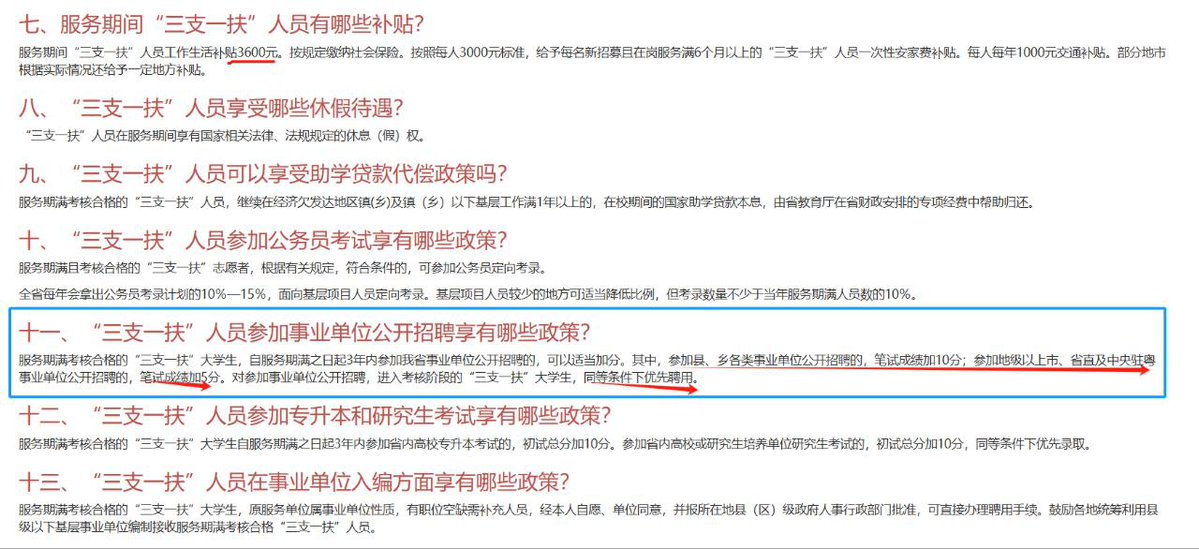 七、服务期间“三支一扶”人员有哪些补贴？
服务期间“三支一扶”人员工作生活补贴3600元。按规定缴纳社会保险。按照每人3000元标准，给予每名新招募且在岗服务满6个月以上的“三支一扶”人员一次性安家费补贴。每人每年1000元交通补贴。部分地市
根据实际情况还给予一定地方补贴。
八、“三支一扶”人员享受哪些休假待遇？
“三支一扶”人员在服务期间享有国家相关法律、法规规定的休息（假）权。
九、“三支一扶”人员可以享受助学贷款代偿政策吗？
服务期满考核合格的“三支一扶”人员，继续在经济欠发达地区镇(乡)及镇（乡）以下基层工作满1年以上的，在校期间的国家助学贷款本息，由省教育厅在省财政安排的专项经费中帮助归还。
十、“三支一扶”人员参加公务员考试享有哪些政策？
服务期满且考核合格的“三支一扶”志愿者，根据有关规定，符合条件的，可参加公务员定向考录。
全省每年会拿出公务员考录计划的10%—15%，面向基层项目人员定向考录。基层项目人员较少的地方可适当降低比例，但考录数量不少于当年服务期满人员数的10%。
十一、“三支一扶”人员参加事业单位公开招聘享有哪些政策？
服务期满考核合格的“三支一扶”大学生，自服务期满之日起3年内参加我省事业单位公开招聘的，可以适当加分。其中，参加县、乡各类事业单位公开招聘的，笔试成绩加10分；参加地级以上市、省直及中央驻粤
事业单位公开招聘的，笔试成绩加5分。对参加事业单位公开招聘，进入考核阶段的“三支一扶”大学生，同等条件下优先聘用。
十二、“三支一扶”人员参加专升本和研究生考试享有哪些政策？
服务期满考核合格的“三支一扶”大学生自服务期满之日起3年内参加省内高校专升本考试的，初试总分加10分。参加省内高校或研究生培养单位研究生考试的，初试总分加10分，同等条件下优先录取。
十三、“三支一扶”人员在事业单位入编方面享有哪些政策？
服务期满考核合格的“三支一扶”大学生，原服务单位属事业单位性质，有职位空缺需补充人员，经本人自愿、单位同意，并报所在地县（区）级政府人事行政部门批准，可直接办理聘用手续。鼓励各地统筹利用县
级以下基层事业单位编制接收服务期满考核合格“三支一扶”人员。